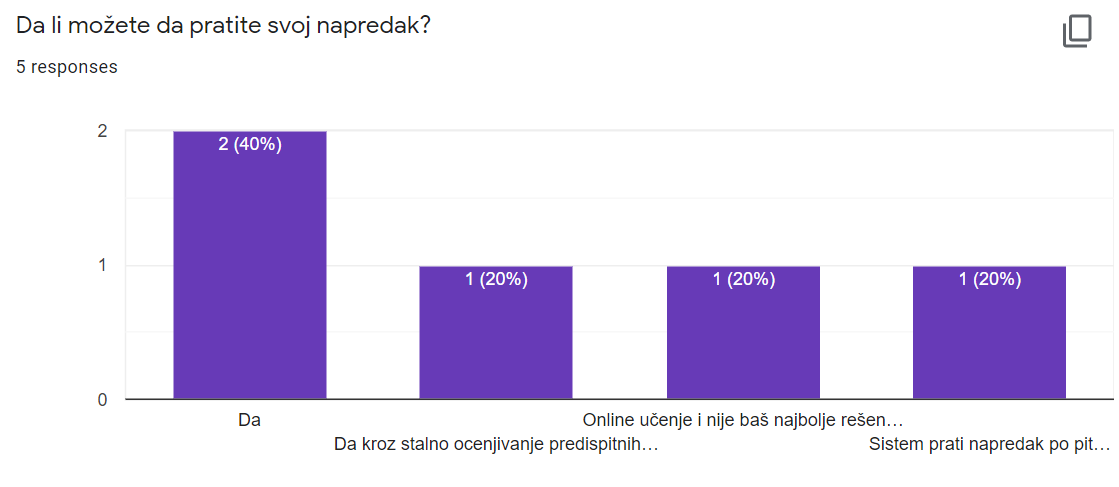 Da li možete da pratite svoj napredak?
5 responses
2
2 (40%)
1
1 (20%)
1 (20%)
1 (20%)
0
Da
Online učenje i nije baš najbolje rešen…
Da kroz stalno ocenjivanje predispitnih…
Sistem prati napredak po pit…